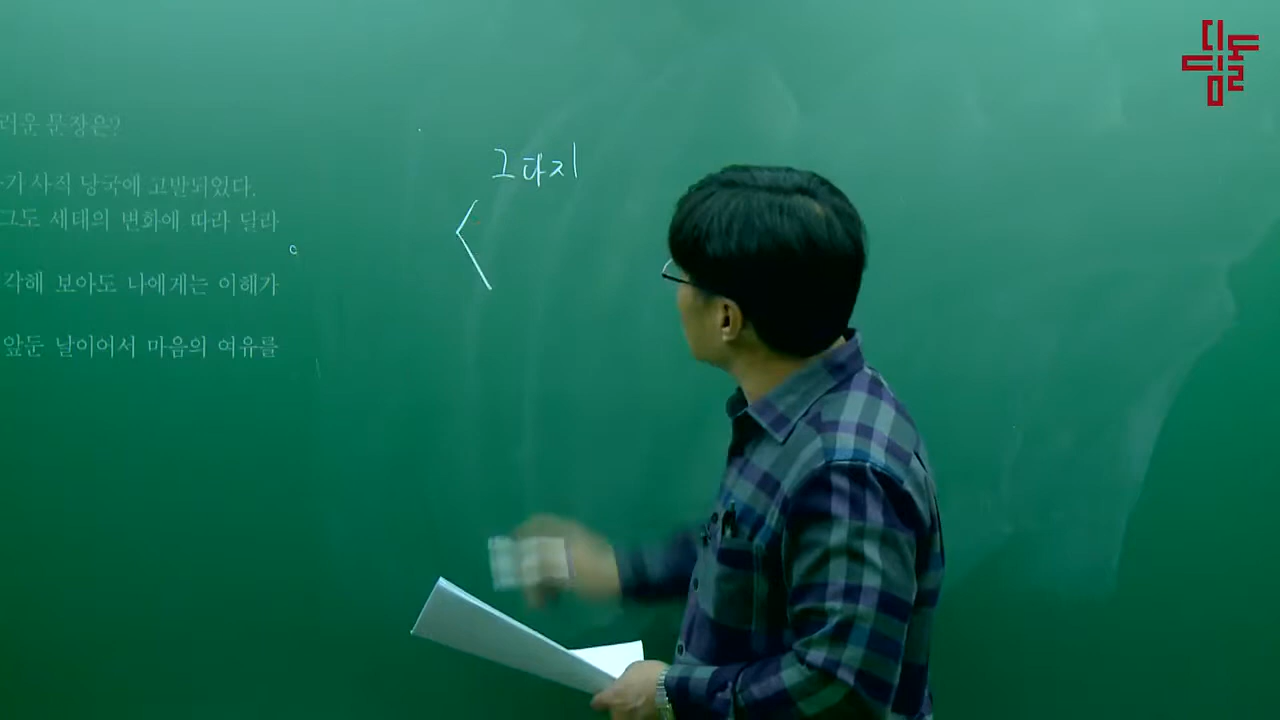 러운 문장은?
기 사직 당국에 고발되었다.
그도 세태의 변화에 따라 달라
각해 보아도 나에게는 이해가
앞둔 날이어서 마음의 여유를
그다지